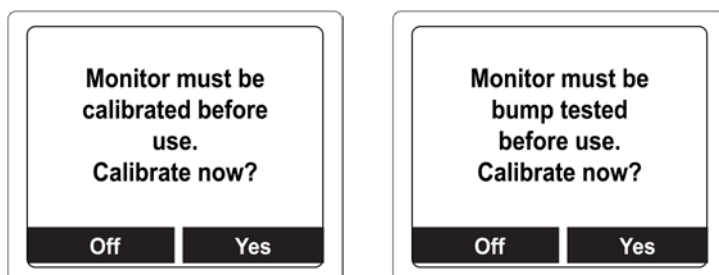 Monitor must be
calibrated before
use.
Calibrate now?
Off Yes
Monitor must be
bump tested
before use.
Calibrate now?
Off Yes